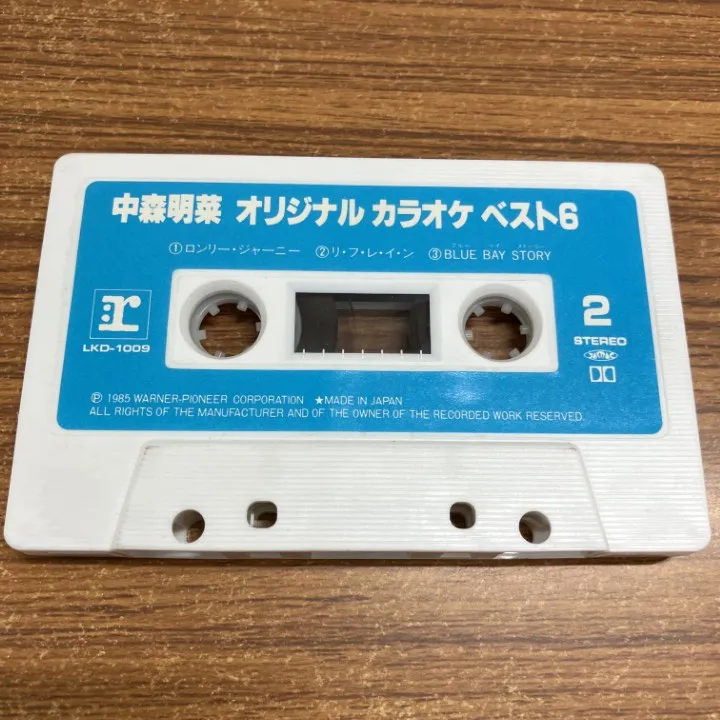 中森明菜 オリジナル カラオケ ベスト6
①ロンリー・ジャーニー ②リ・フ・レ・イ・ン ③BLUE BAY STORY
r
LKD-1009
2
STEREO
Ⓟ 1985 WARNER-PIONEER CORPORATION ★MADE IN JAPAN
ALL RIGHTS OF THE MANUFACTURER AND OF THE OWNER OF THE RECORDED WORK RESERVED.